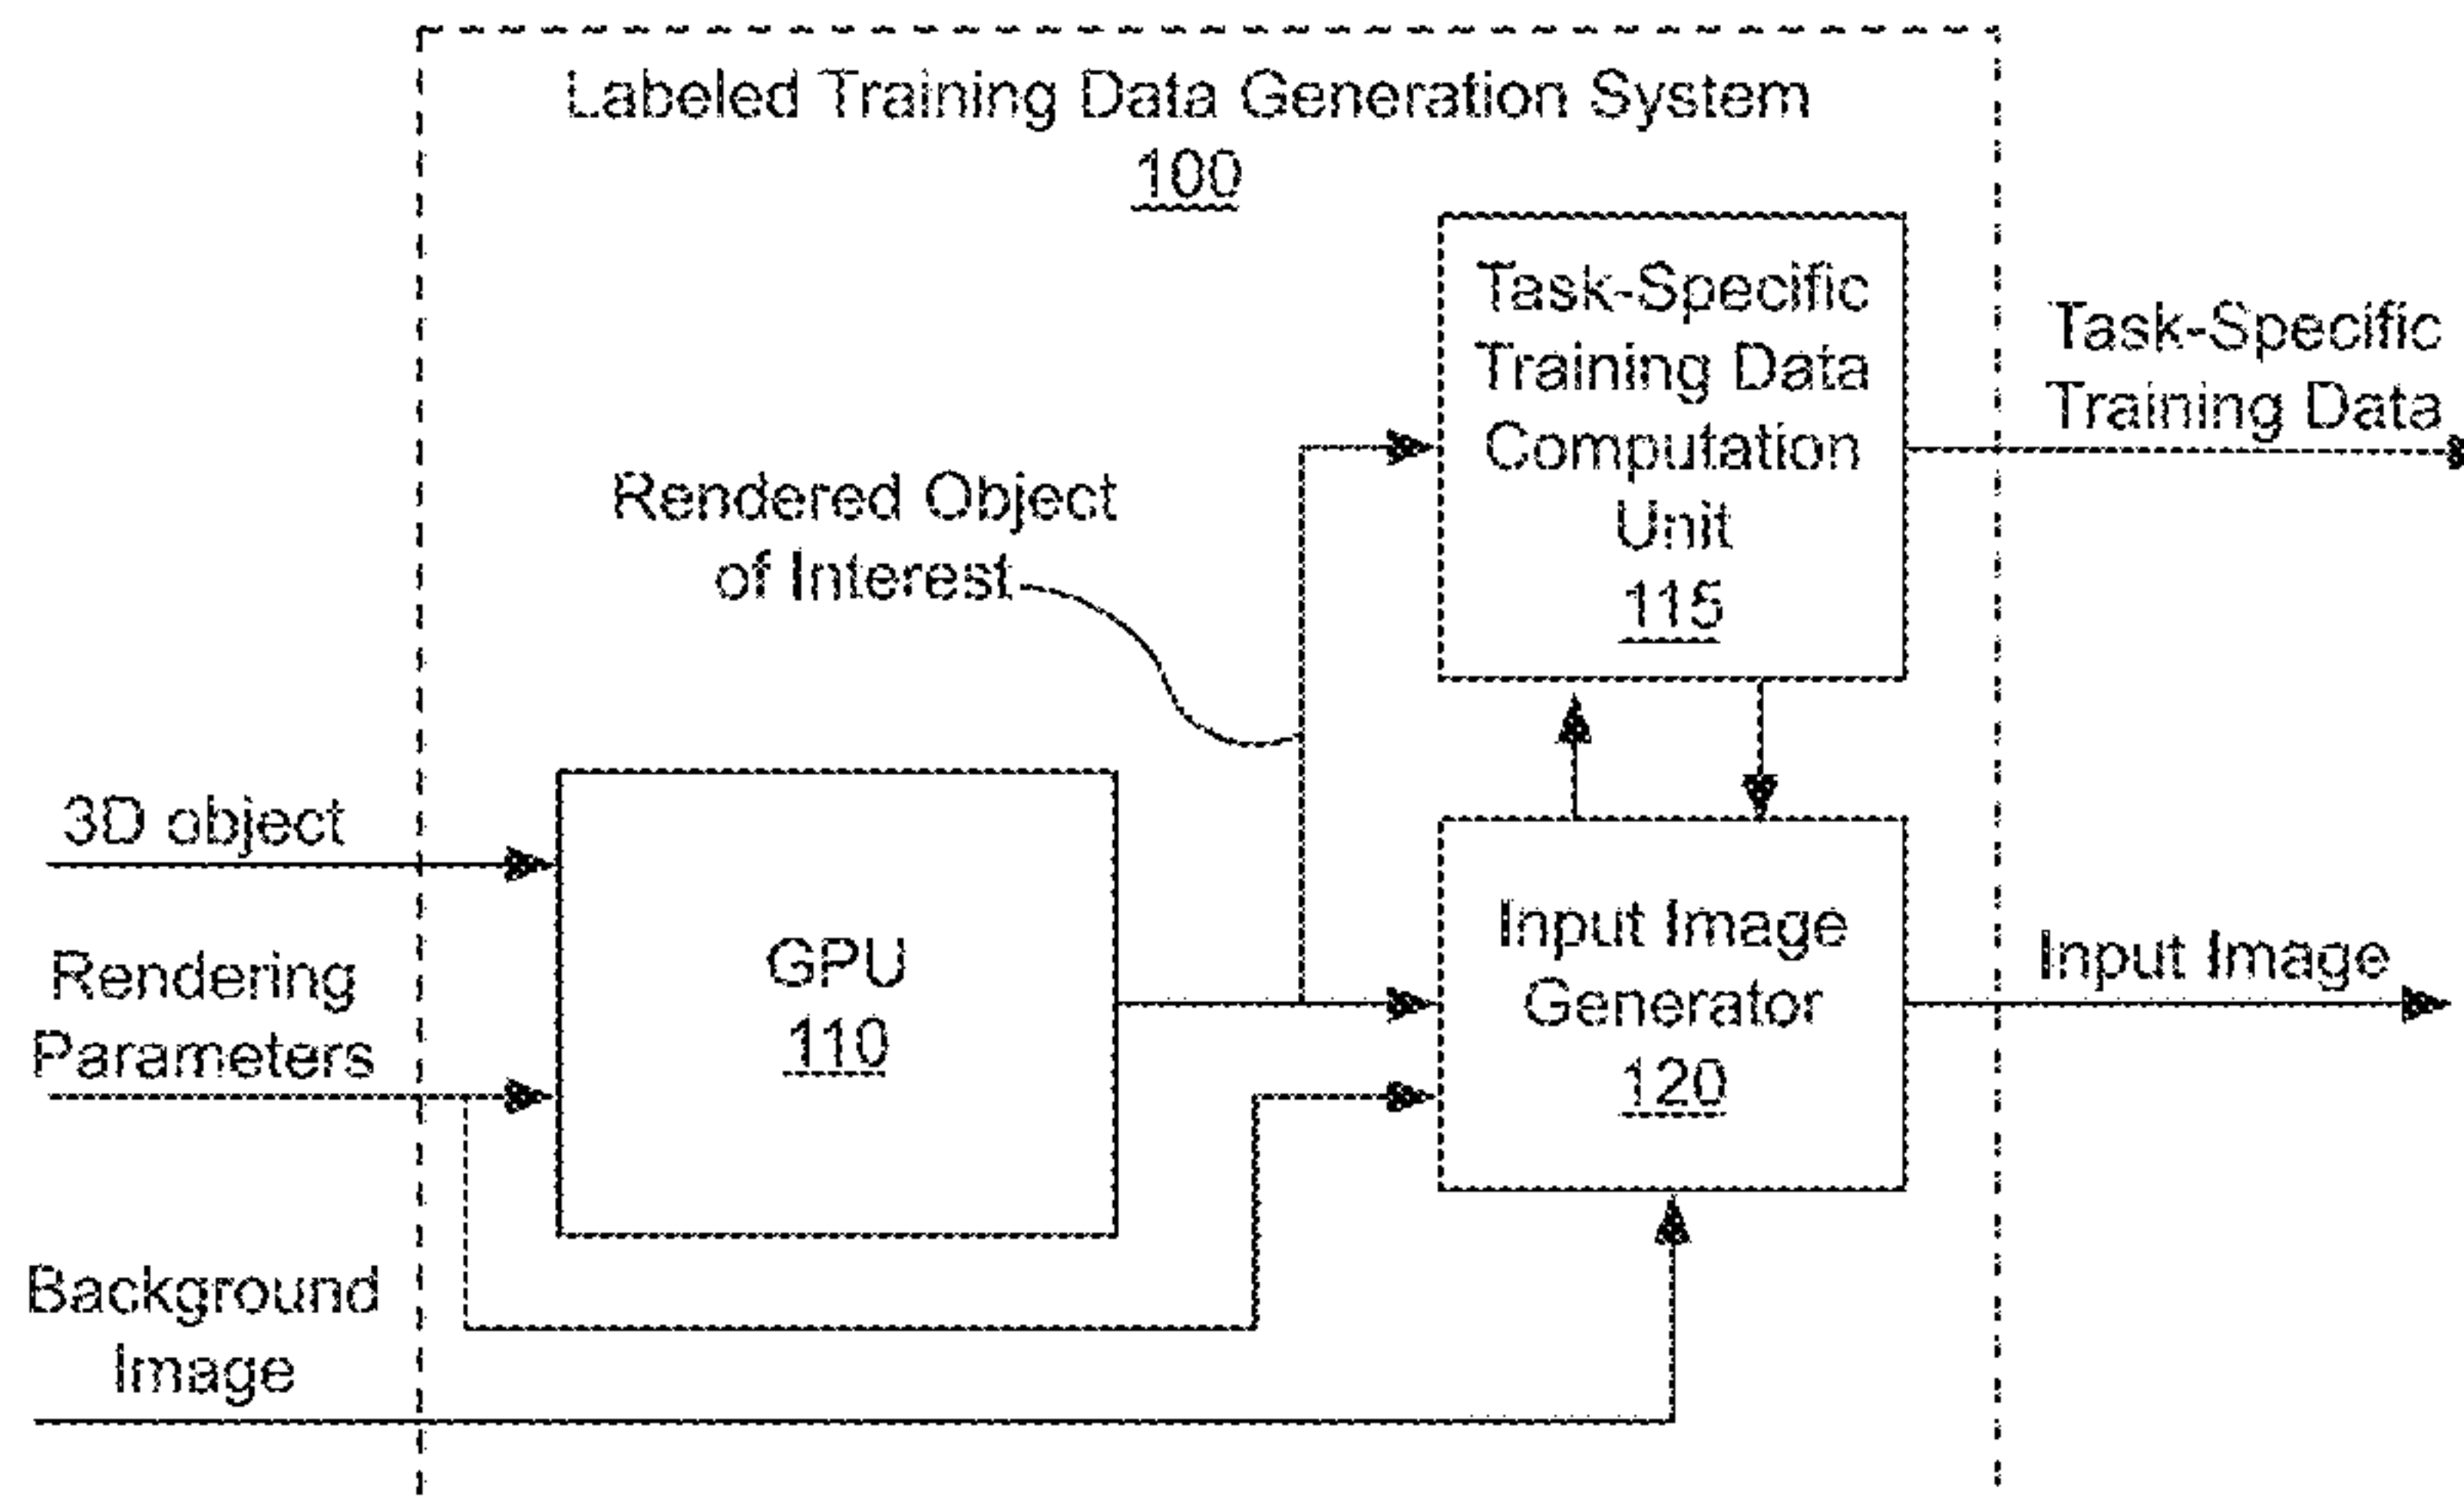 Labeled Training Data Generation System
100
Task-Specific
Training Data
Computation
Unit
115
Task-Specific
Training Data
Rendered Object
of Interest
3D object
Rendering
Parameters
GPU
110
Input Image
Generator
120
Input Image
Background
Image